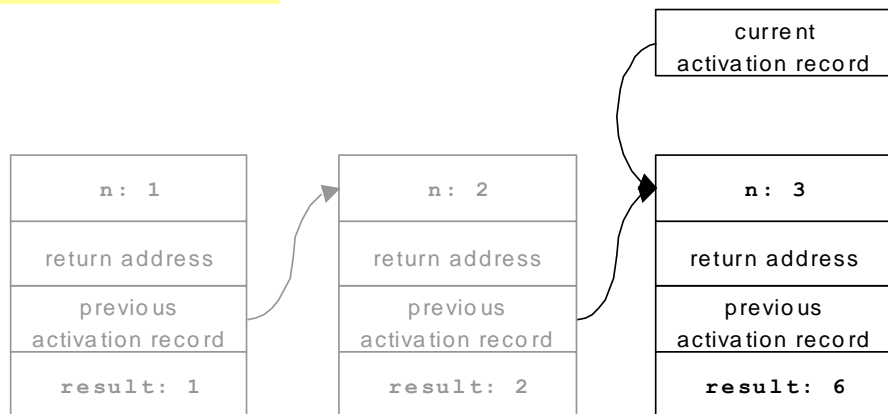 current
activation record
n: 1
return address
previous
activation record
result: 1
n: 2
return address
previous
activation record
result: 2
n: 3
return address
previous
activation record
result: 6